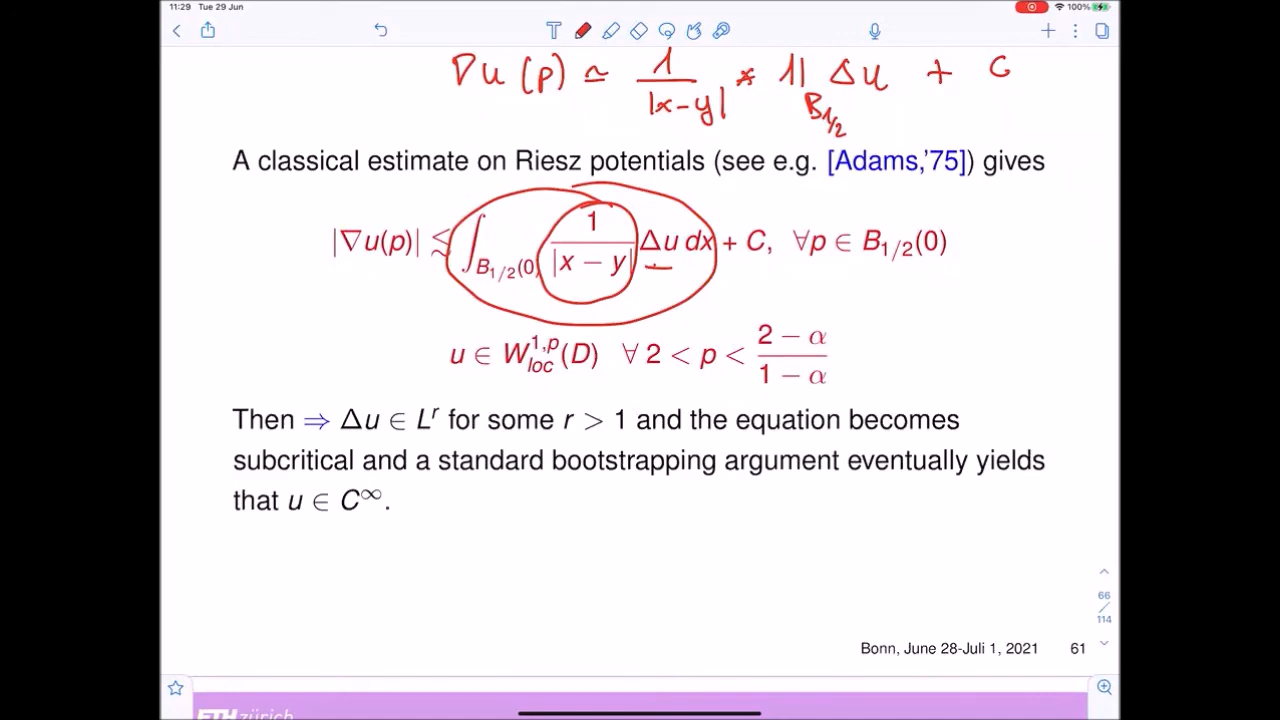 11:29 Tue 29 Jun
100%
∇u (p) ≃ 1/|x-y| * 𝟙_{B_{1/2}} Δu + C
A classical estimate on Riesz potentials (see e.g. [Adams,'75]) gives
|∇u(p)| ≲ ∫_{B_{1/2}(0)} 1/|x − y| Δu dx + C, ∀p ∈ B_{1/2}(0)
u ∈ W^{1,p}_{loc}(D) ∀ 2 < p < (2 − α)/(1 − α)
Then ⇒ Δu ∈ L^r for some r > 1 and the equation becomes
subcritical and a standard bootstrapping argument eventually yields
that u ∈ C^∞.
66
/
114
Bonn, June 28-Juli 1, 2021 61
ETH zürich